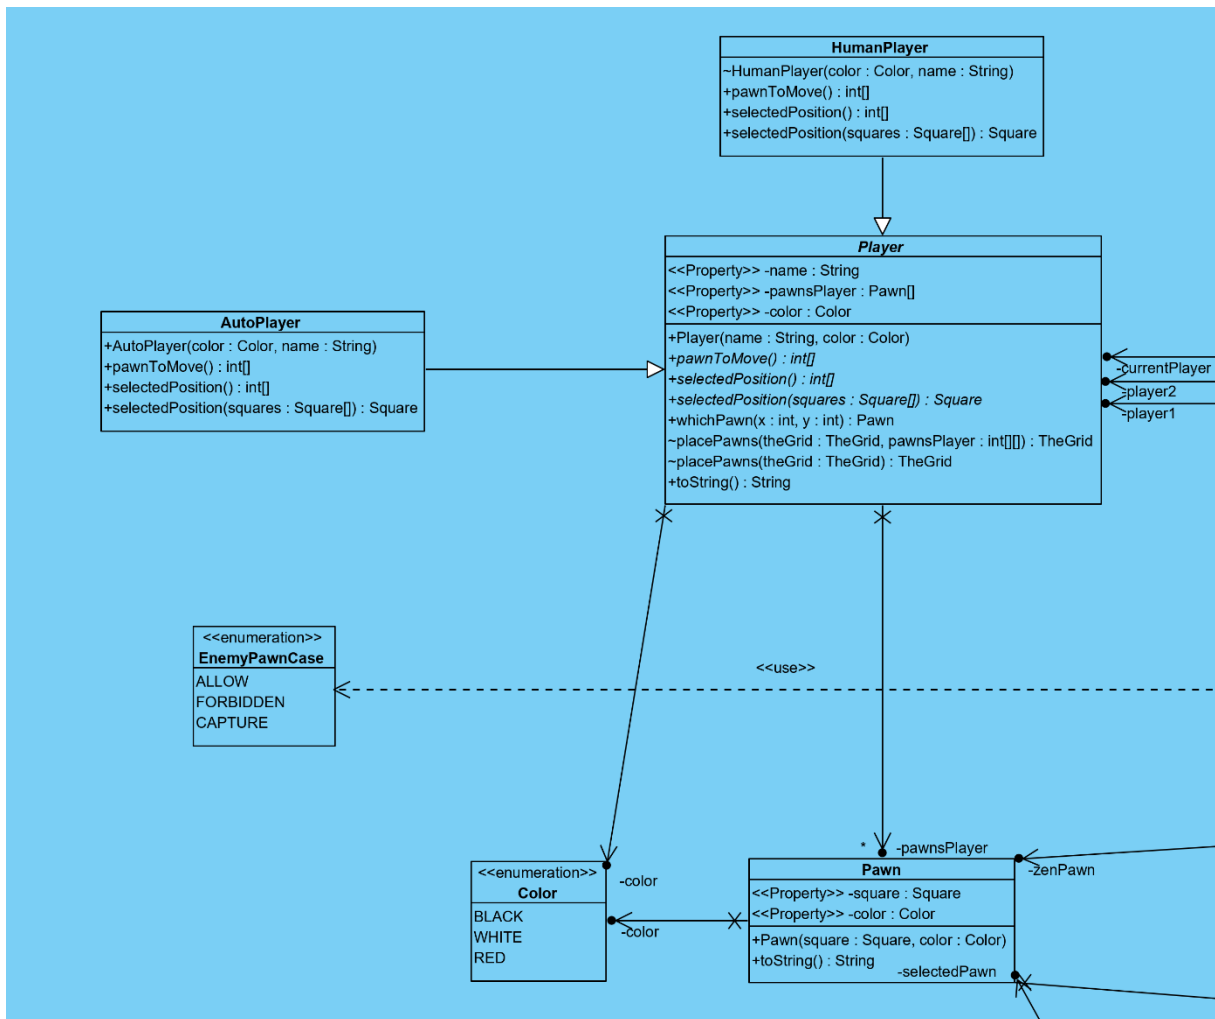 HumanPlayer
~HumanPlayer(color : Color, name : String)
+pawnToMove() : int[]
+selectedPosition() : int[]
+selectedPosition(squares : Square[]) : Square
Player
<<Property>> -name : String
<<Property>> -pawnsPlayer : Pawn[]
<<Property>> -color : Color
+Player(name : String, color : Color)
+pawnToMove() : int[]
+selectedPosition() : int[]
+selectedPosition(squares : Square[]) : Square
+whichPawn(x : int, y : int) : Pawn
~placePawns(theGrid : TheGrid, pawnsPlayer : int[][]) : TheGrid
~placePawns(theGrid : TheGrid) : TheGrid
+toString() : String
AutoPlayer
+AutoPlayer(color : Color, name : String)
+pawnToMove() : int[]
+selectedPosition() : int[]
+selectedPosition(squares : Square[]) : Square
-currentPlayer
-player2
-player1
<<enumeration>>
EnemyPawnCase
ALLOW
FORBIDDEN
CAPTURE
<<use>>
<<enumeration>>
Color
BLACK
WHITE
RED
-color
-color
* -pawnsPlayer
-zenPawn
Pawn
<<Property>> -square : Square
<<Property>> -color : Color
+Pawn(square : Square, color : Color)
+toString() : String
-selectedPawn